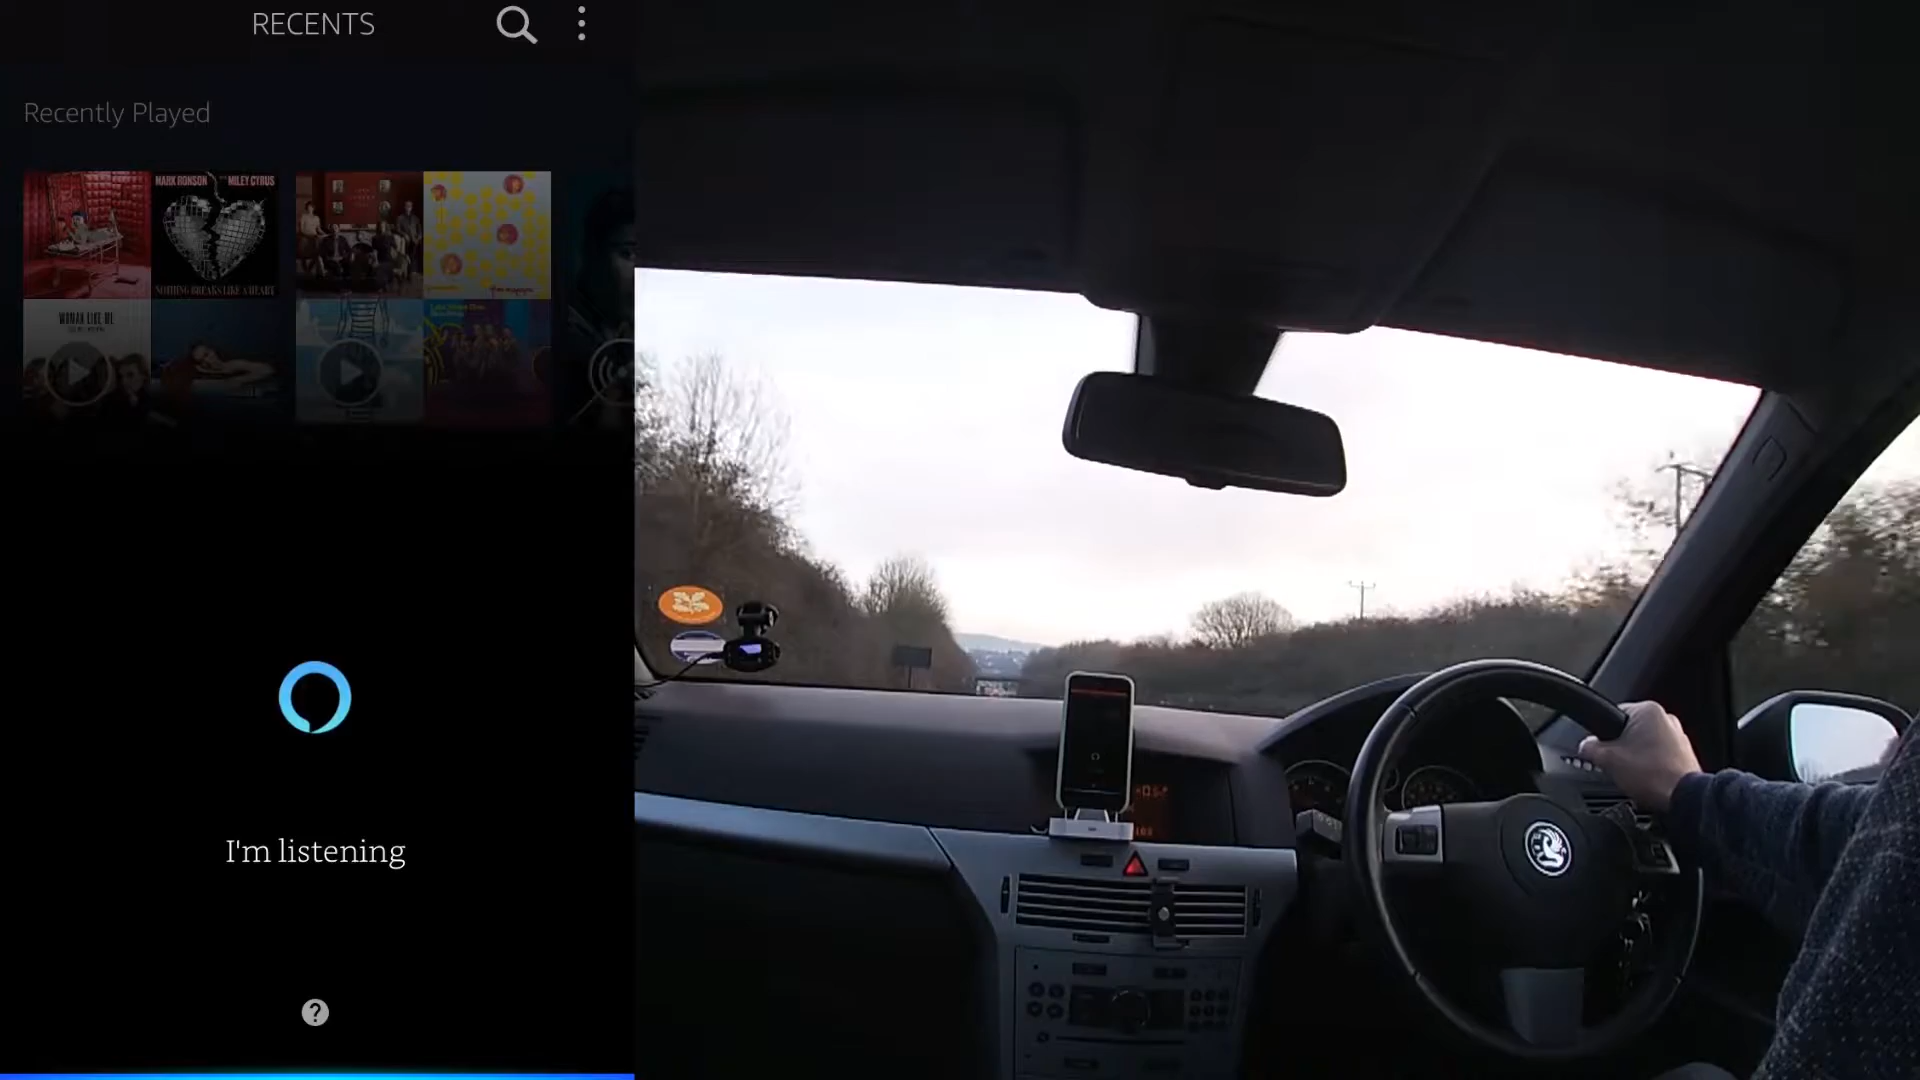 RECENTS
Recently Played
MARK RONSON MILEY CYRUS
NOTHING BREAKS LIKE A HEART
WOMAN LIKE ME
I'm listening
?